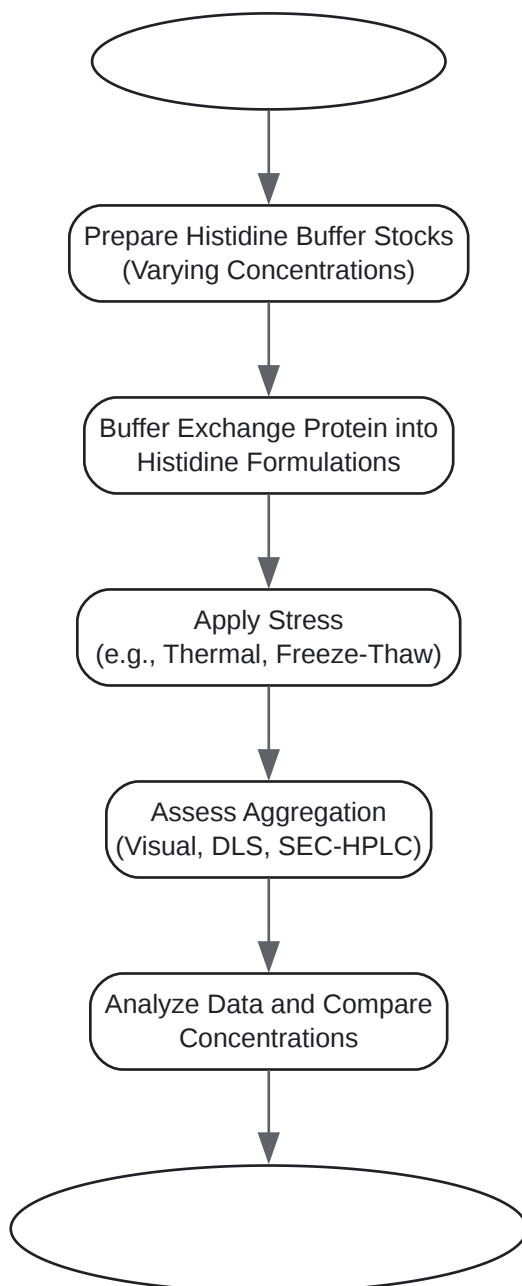 Prepare Histidine Buffer Stocks
(Varying Concentrations)
Buffer Exchange Protein into
Histidine Formulations
Apply Stress
(e.g., Thermal, Freeze-Thaw)
Assess Aggregation
(Visual, DLS, SEC-HPLC)
Analyze Data and Compare
Concentrations